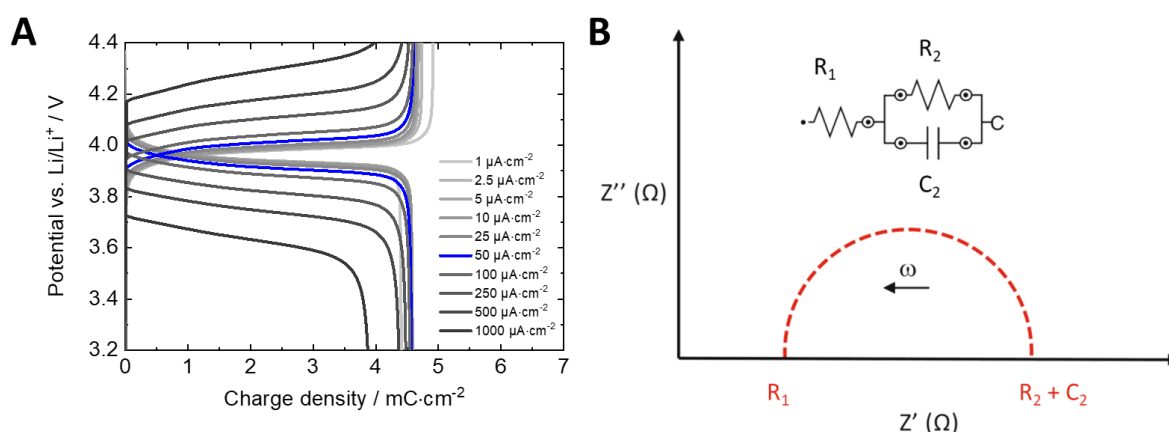 A
4.4
4.2
4.0
3.8
3.6
3.4
3.2
Potential vs. Li/Li⁺ / V
0
1
2
3
4
5
6
7
Charge density / mC·cm⁻²
1 µA·cm⁻²
2.5 µA·cm⁻²
5 µA·cm⁻²
10 µA·cm⁻²
25 µA·cm⁻²
50 µA·cm⁻²
100 µA·cm⁻²
250 µA·cm⁻²
500 µA·cm⁻²
1000 µA·cm⁻²
B
R₂
R₁
C
C₂
Z'' (Ω)
ω
R₁
R₂ + C₂
Z' (Ω)